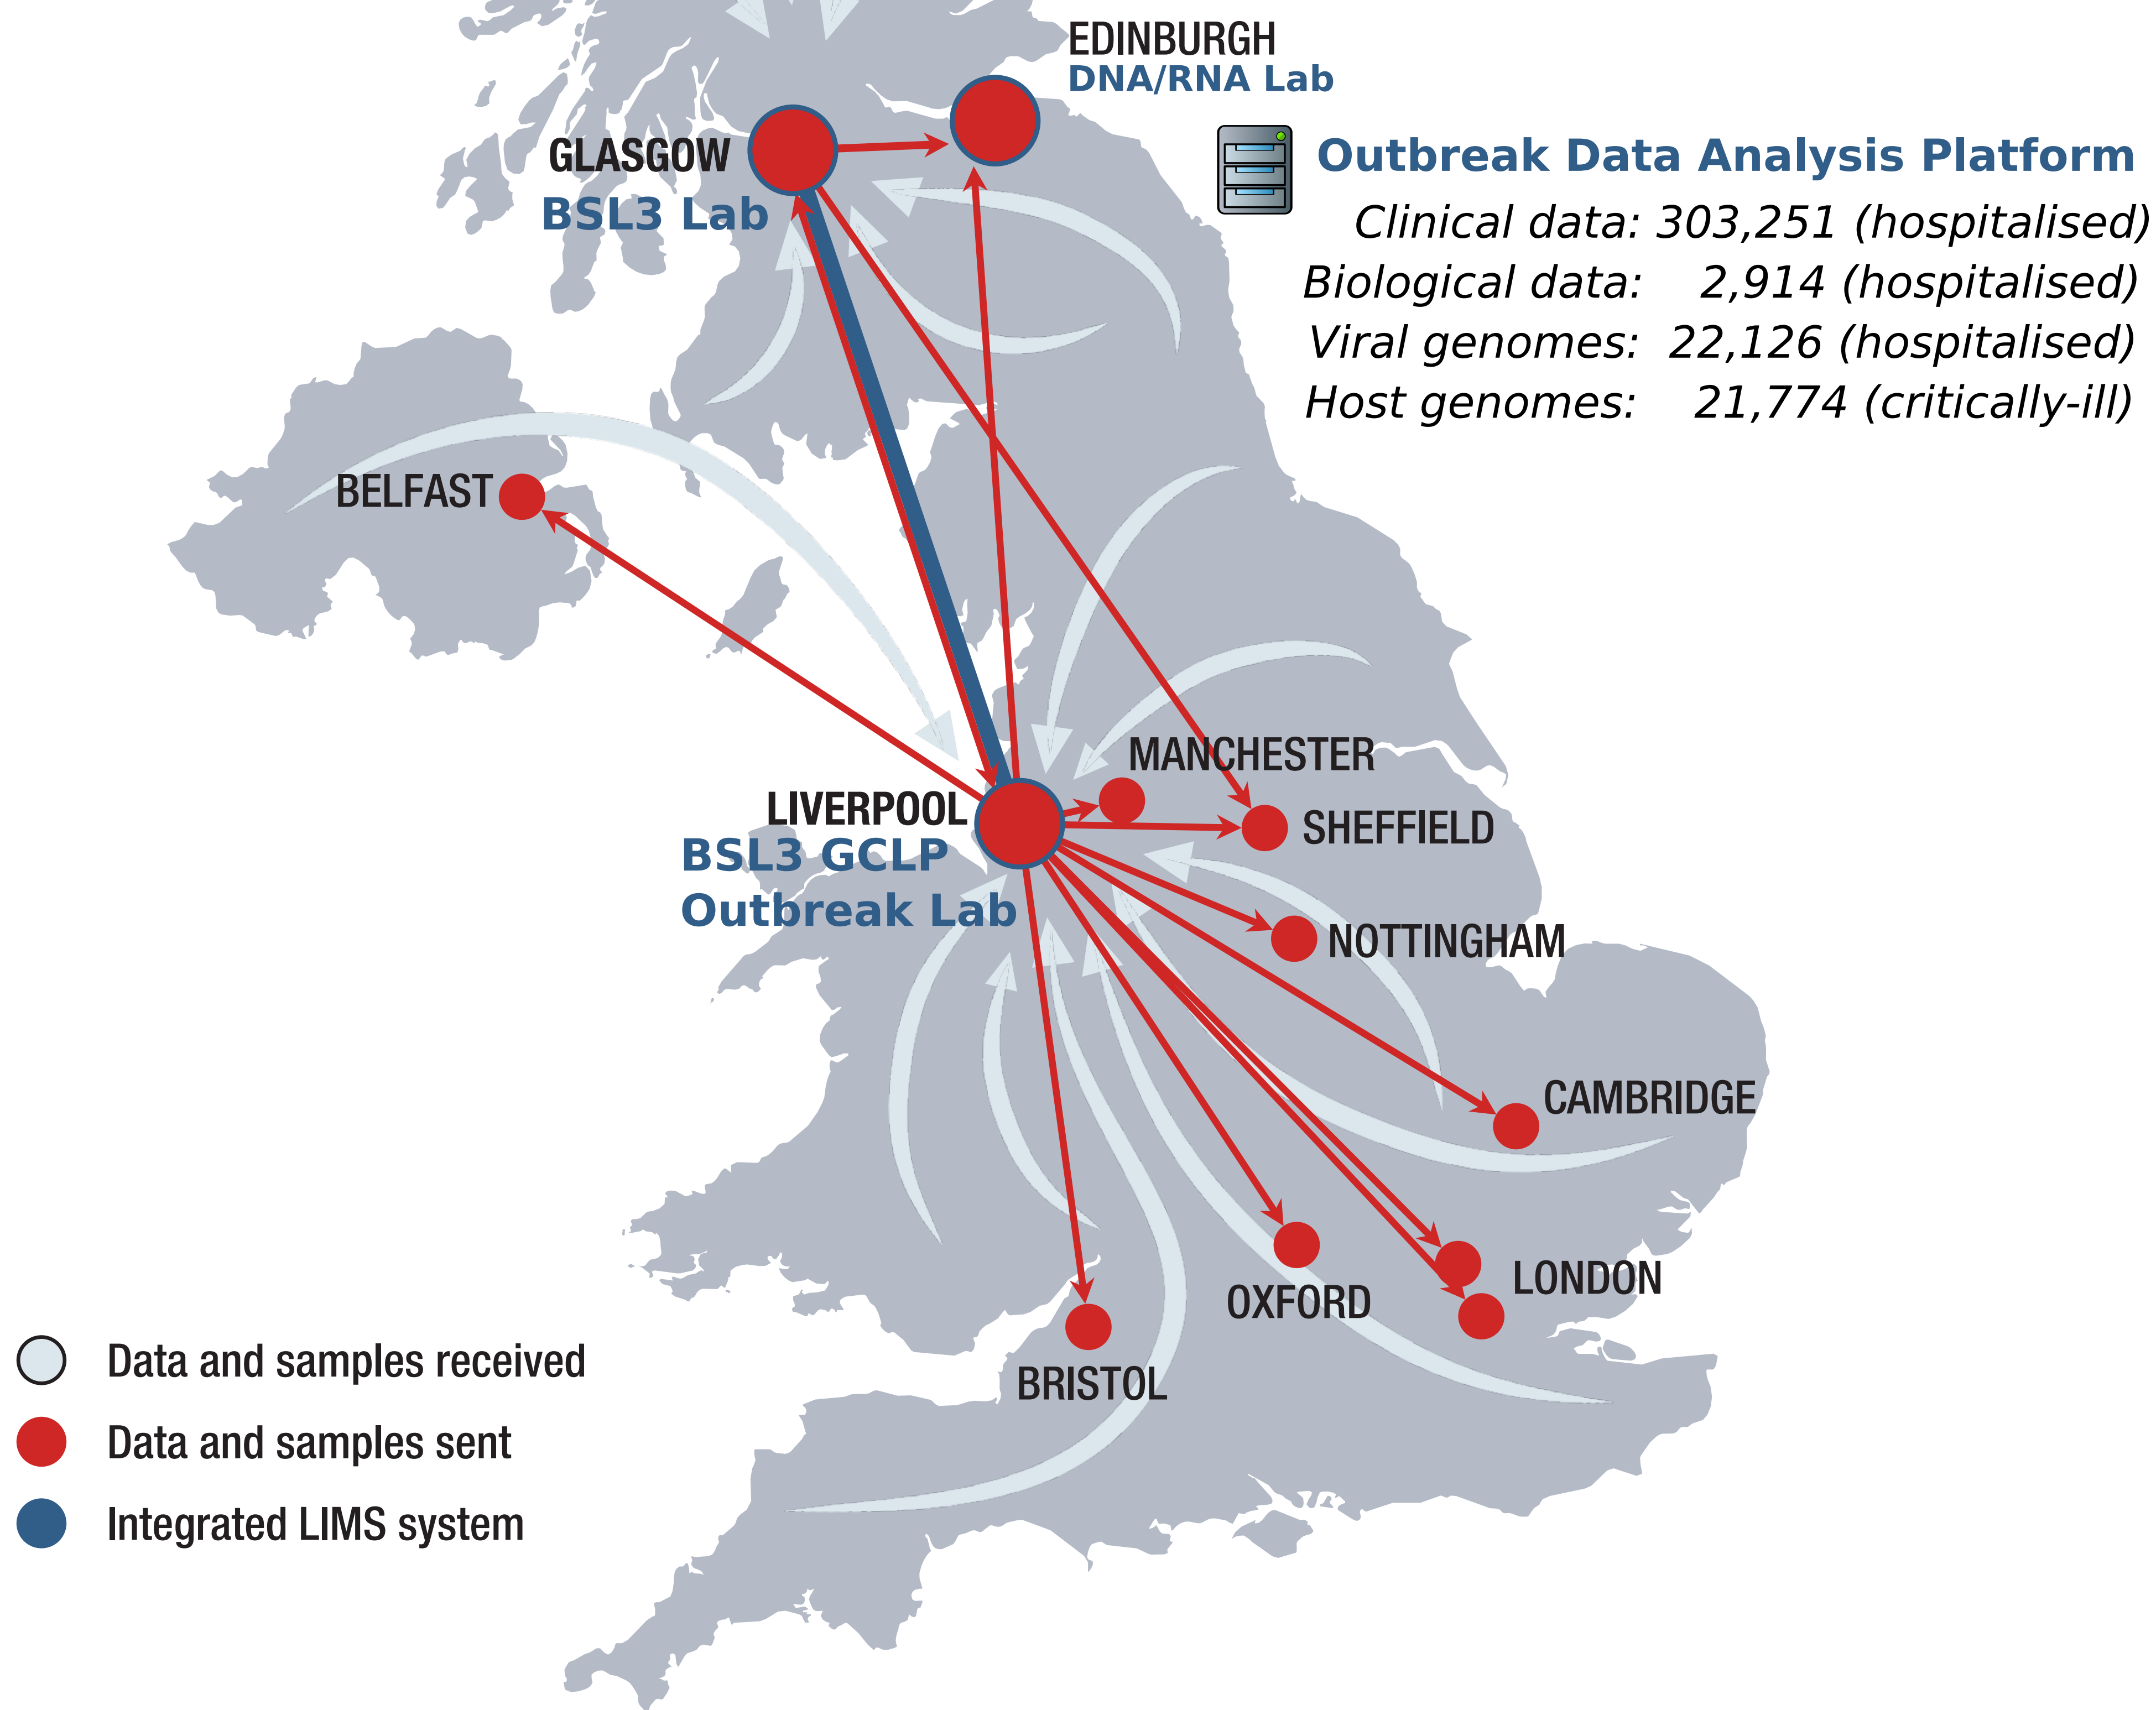 EDINBURGH
DNA/RNA Lab
GLASGOW
BSL3 Lab
Outbreak Data Analysis Platform
Clinical data: 303,251 (hospitalised)
Biological data: 2,914 (hospitalised)
Viral genomes: 22,126 (hospitalised)
Host genomes: 21,774 (critically-ill)
BELFAST
MANCHESTER
LIVERPOOL
BSL3 GCLP
Outbreak Lab
SHEFFIELD
NOTTINGHAM
CAMBRIDGE
LONDON
OXFORD
BRISTOL
Data and samples received
Data and samples sent
Integrated LIMS system